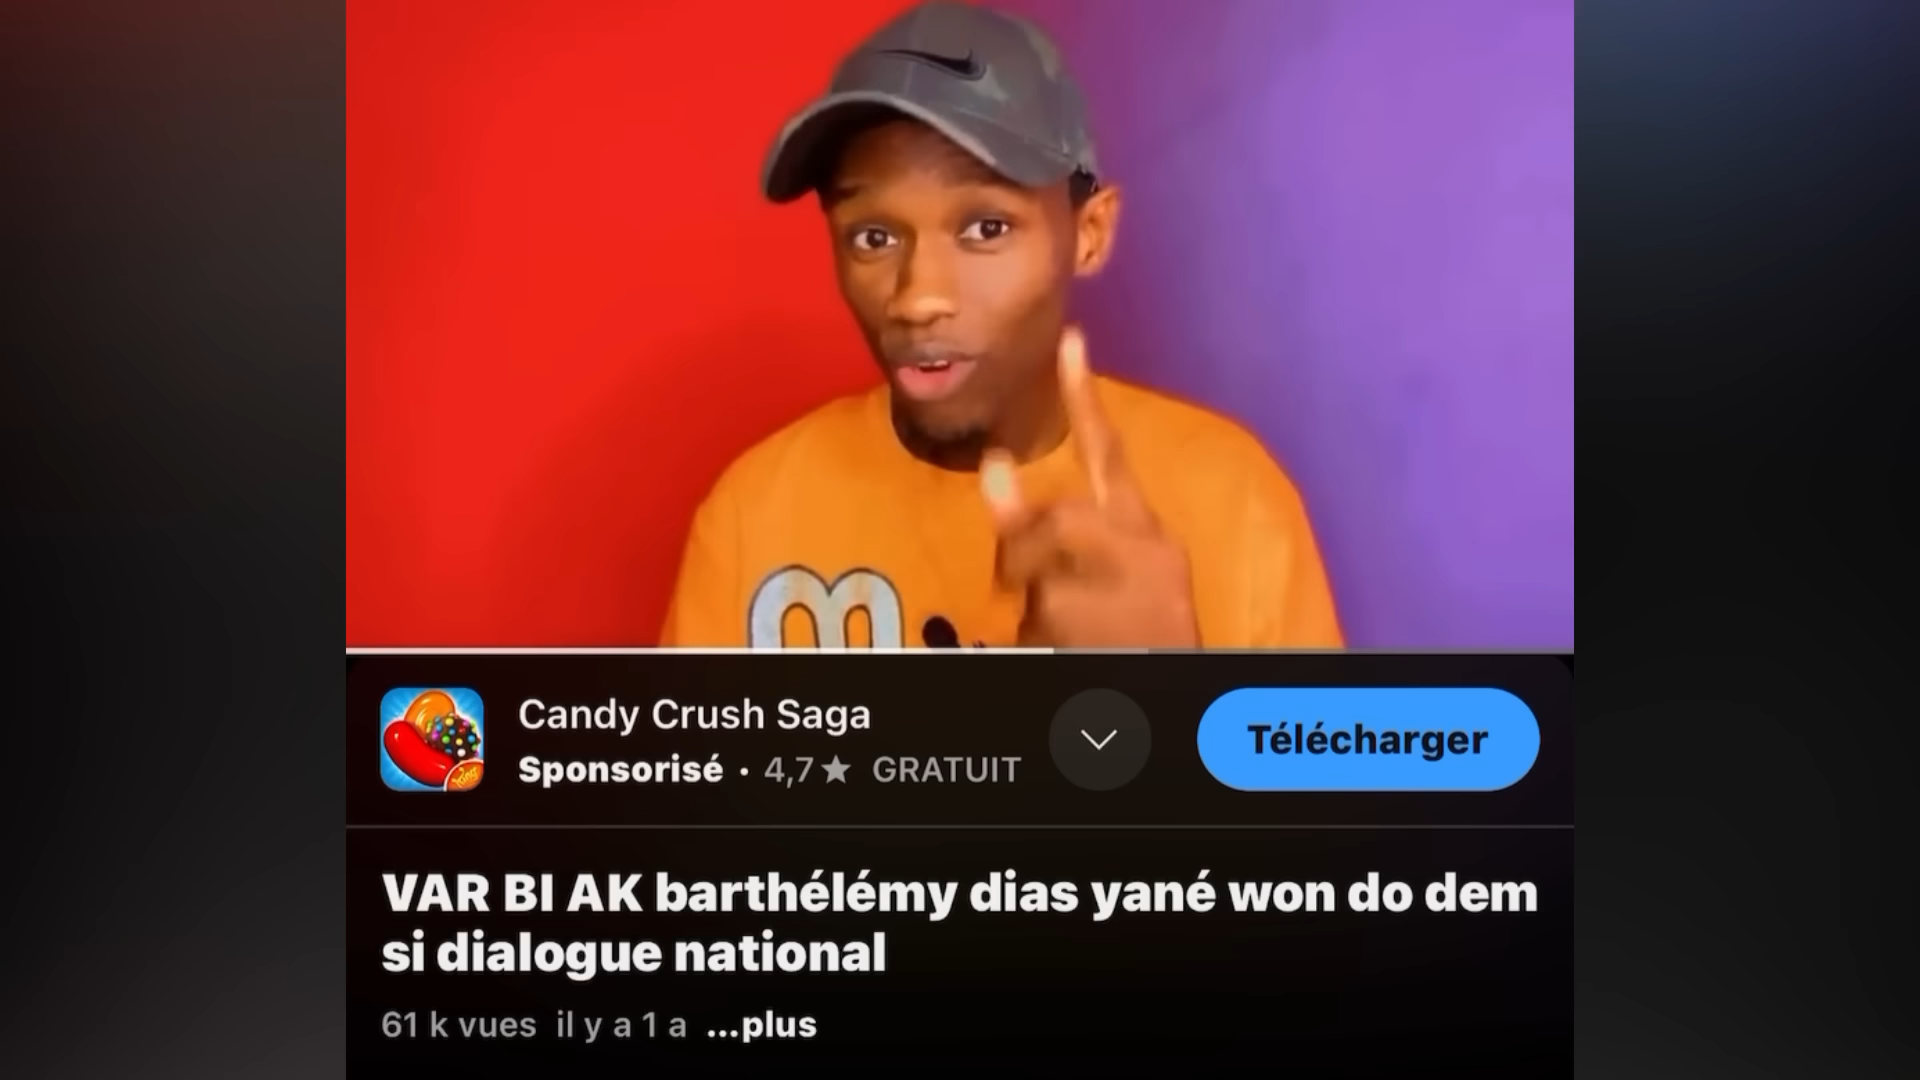 m
Candy Crush Saga
Sponsorisé • 4,7★ GRATUIT
Télécharger
VAR BI AK barthélémy dias yané won do dem
si dialogue national
61 k vues il y a 1 a ...plus